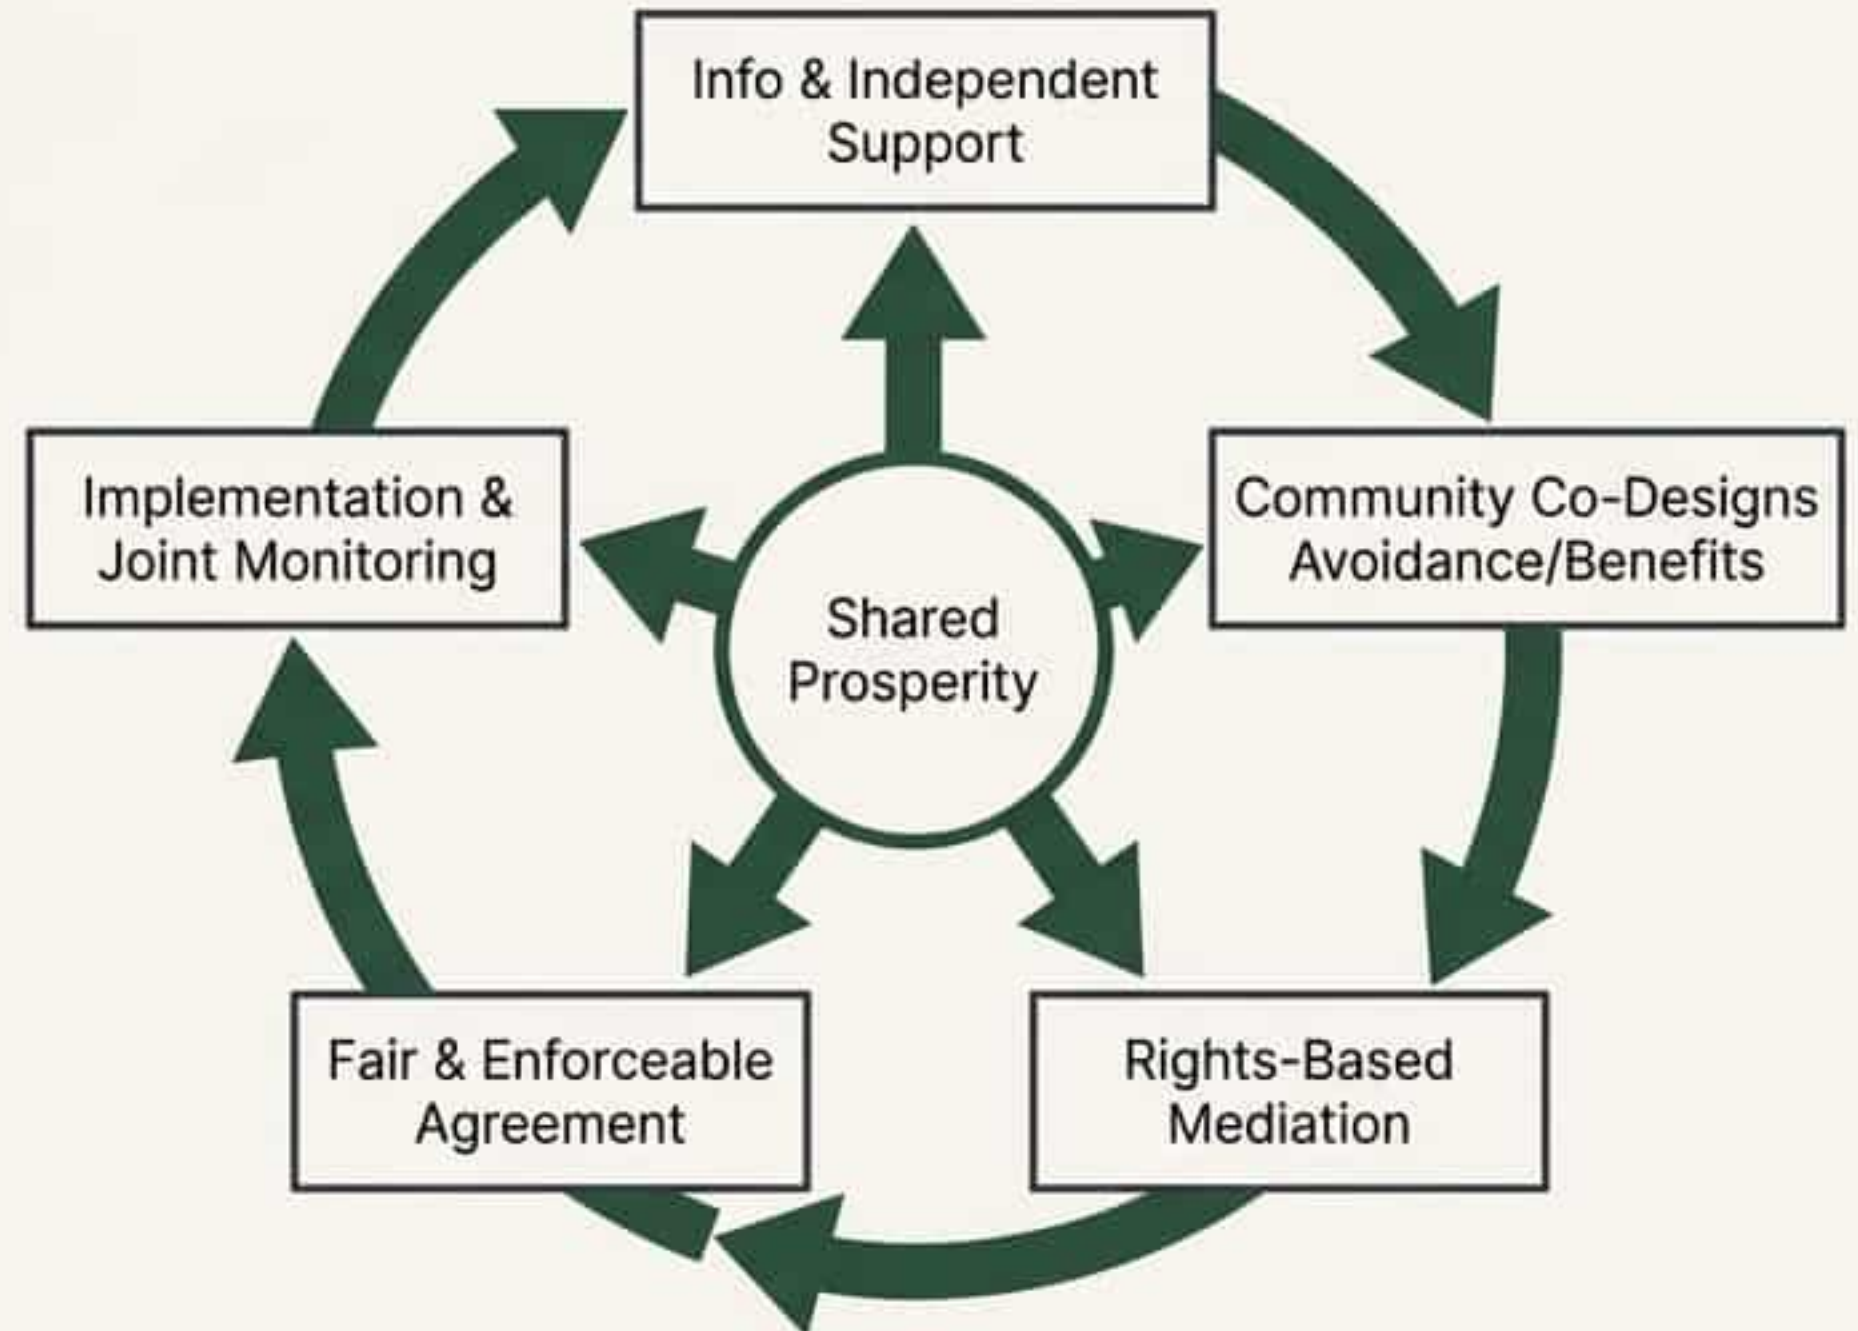 Info & Independent
Support
Implementation &
Joint Monitoring
Community Co-Designs
Avoidance/Benefits
Shared
Prosperity
Fair & Enforceable
Agreement
Rights-Based
Mediation